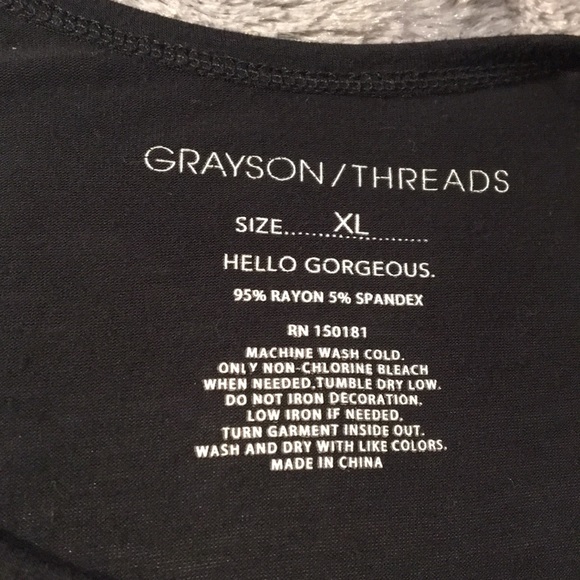 GRAYSON/THREADS
SIZE......XL.........
HELLO GORGEOUS.
95% RAYON 5% SPANDEX
RN 150181
MACHINE WASH COLD.
ONLY NON-CHLORINE BLEACH
WHEN NEEDED.TUMBLE DRY LOW.
DO NOT IRON DECORATION.
LOW IRON IF NEEDED.
TURN GARMENT INSIDE OUT.
WASH AND DRY WITH LIKE COLORS.
MADE IN CHINA